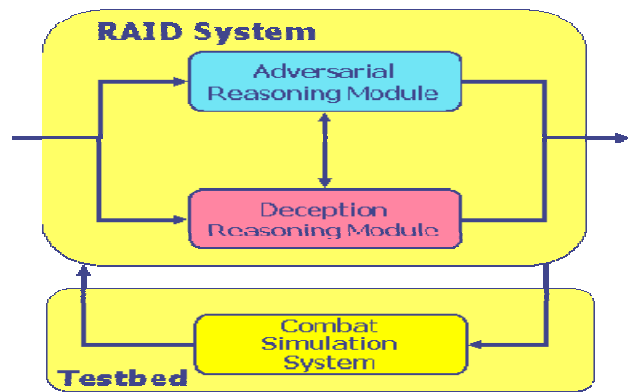 RAID System
Adversarial
Reasoning Module
Deception
Reasoning Module
Combat
Simulation
System
Testbed